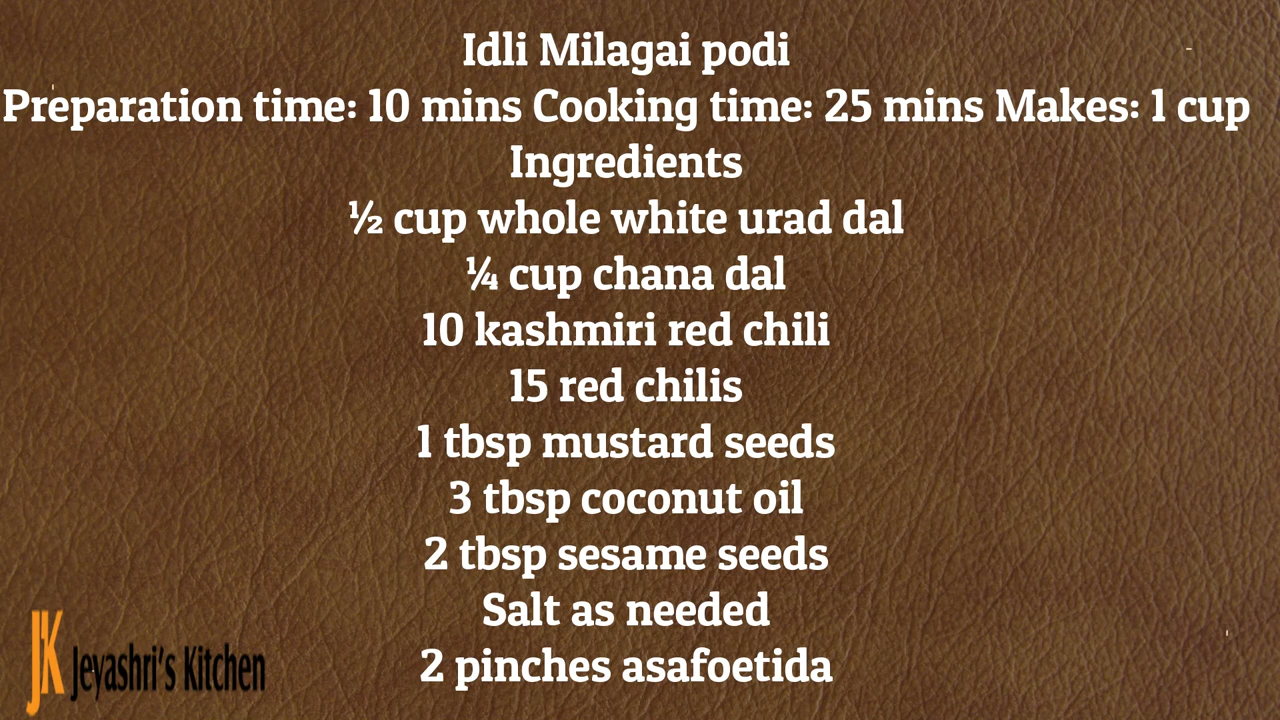 Idli Milagai podi
Preparation time: 10 mins Cooking time: 25 mins Makes: 1 cup
Ingredients
½ cup whole white urad dal
¼ cup chana dal
10 kashmiri red chili
15 red chilis
1 tbsp mustard seeds
3 tbsp coconut oil
2 tbsp sesame seeds
Salt as needed
2 pinches asafoetida
JK Jeyashri's Kitchen